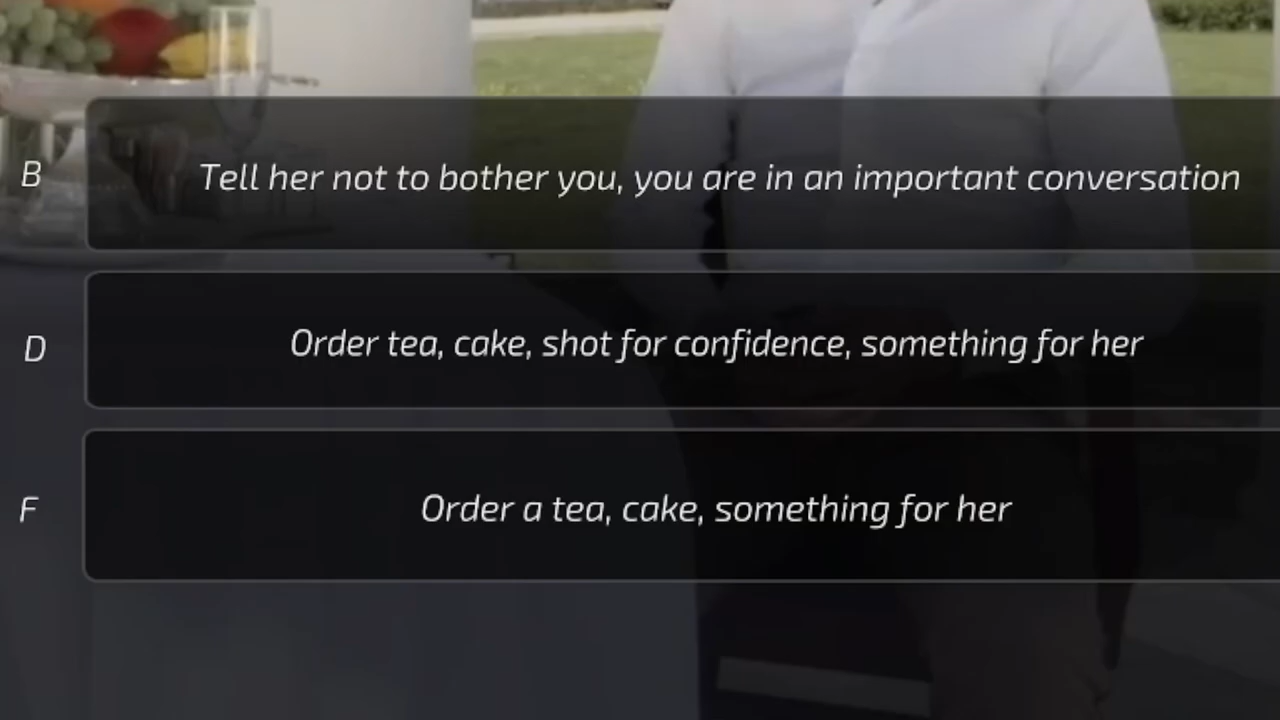 B Tell her not to bother you, you are in an important conversation
D Order tea, cake, shot for confidence, something for her
F Order a tea, cake, something for her